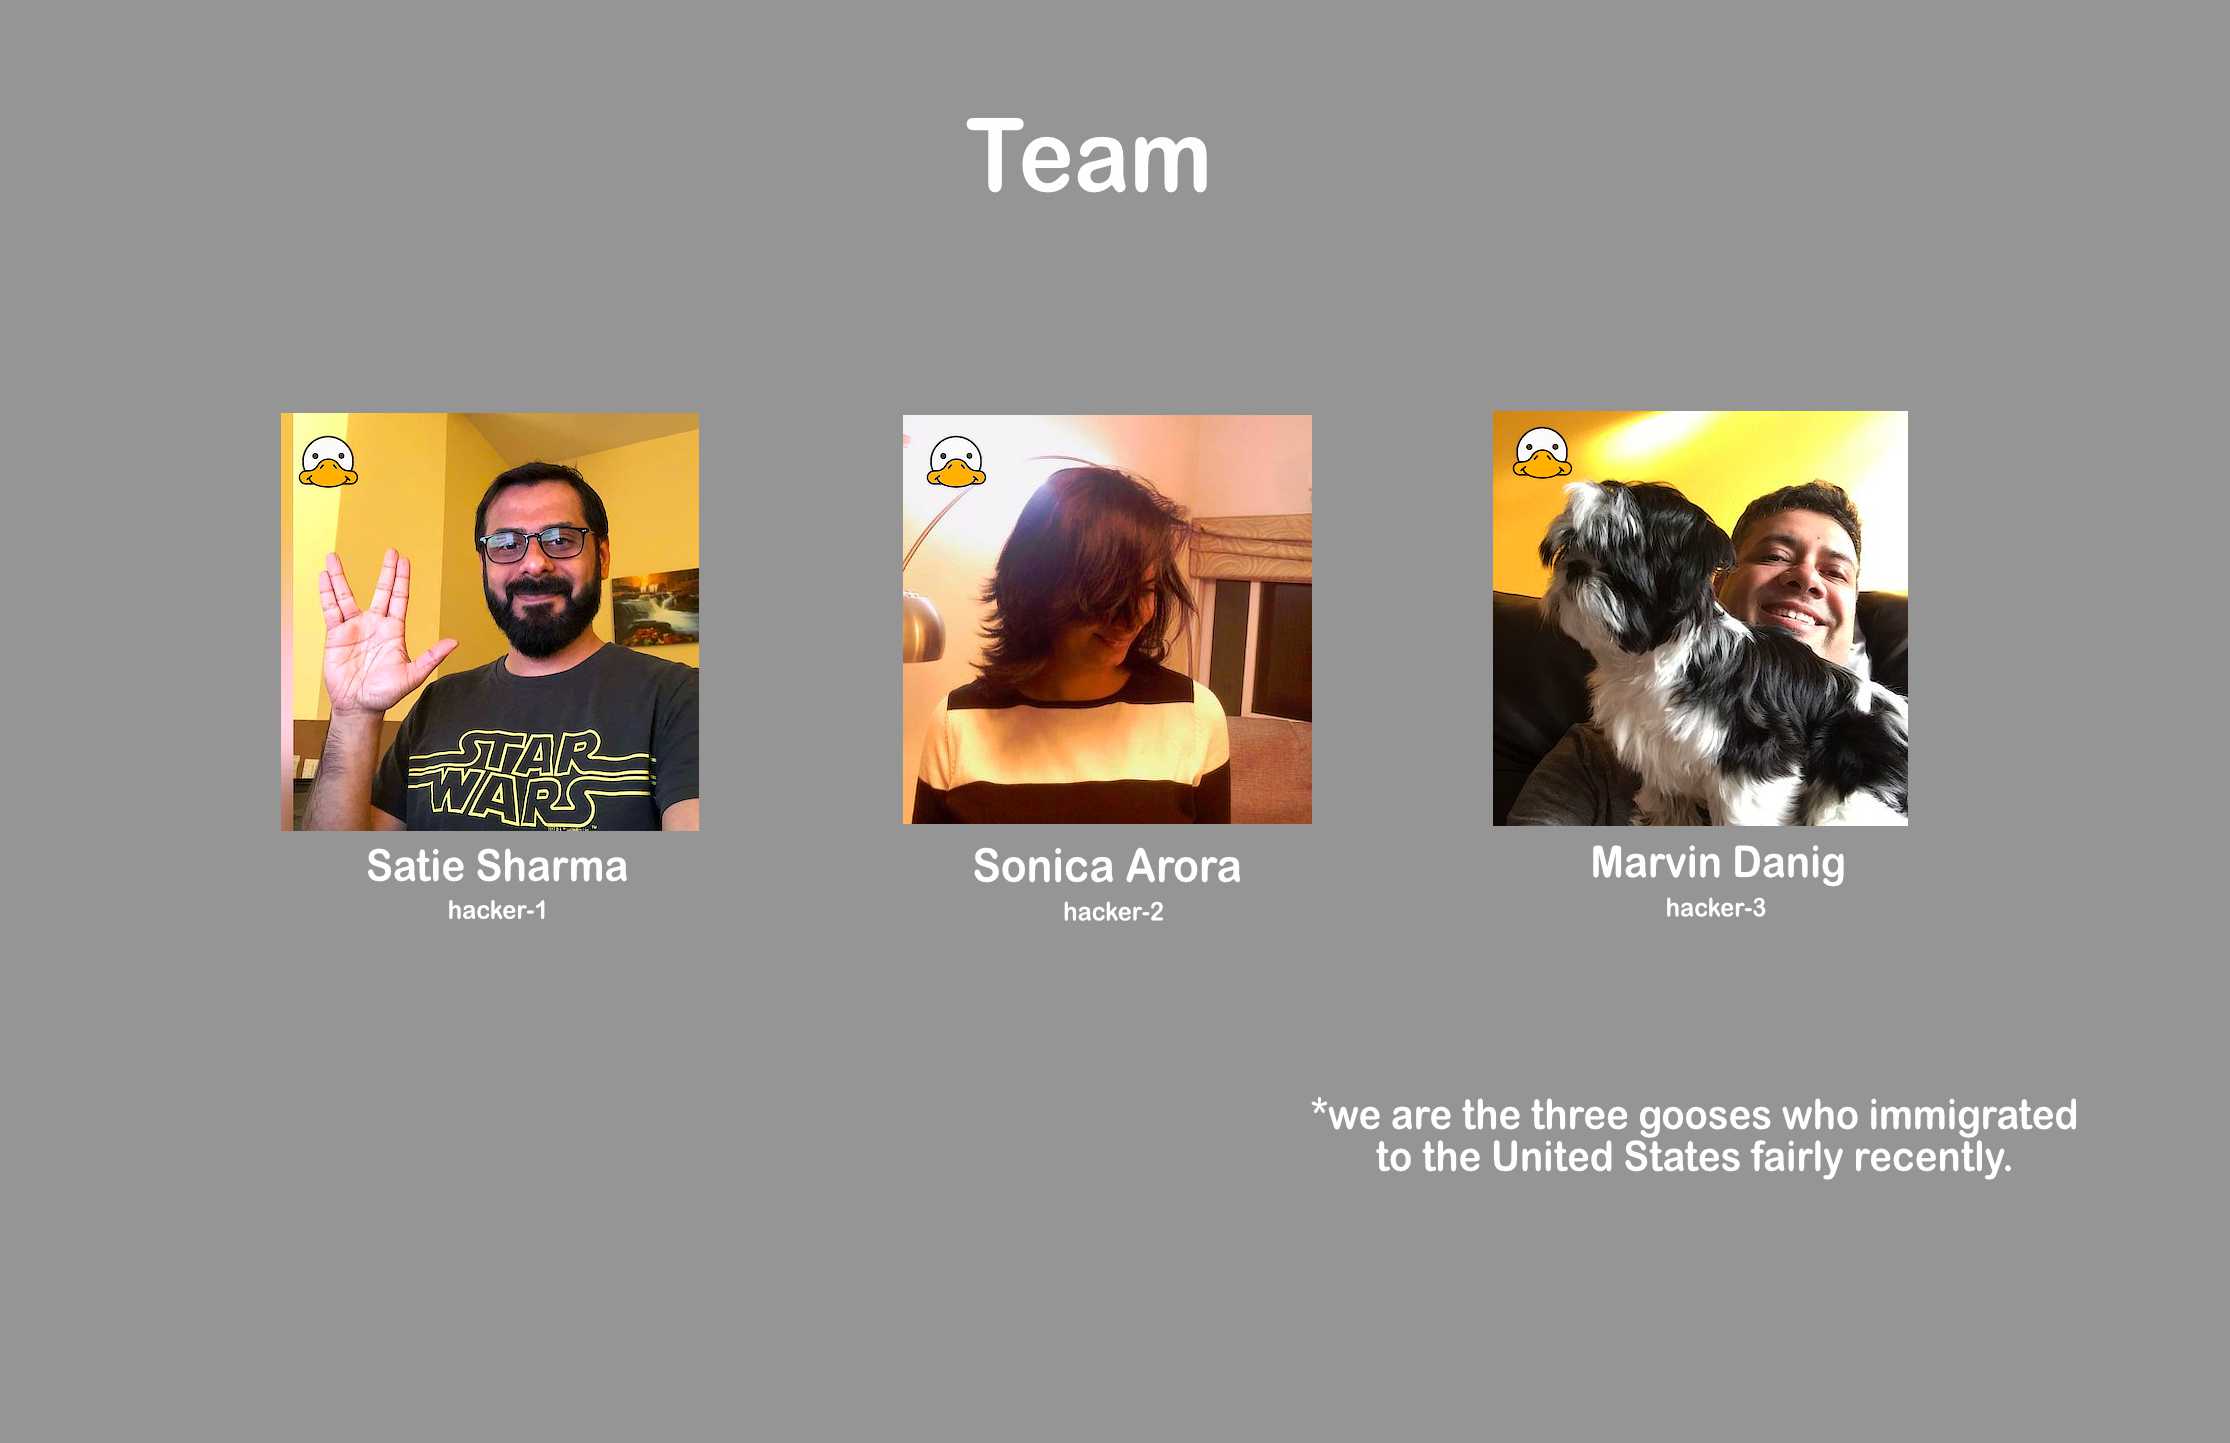 Team
STAR
WARS
Satie Sharma
hacker-1
Sonica Arora
hacker-2
Marvin Danig
hacker-3
*we are the three gooses who immigrated
to the United States fairly recently.